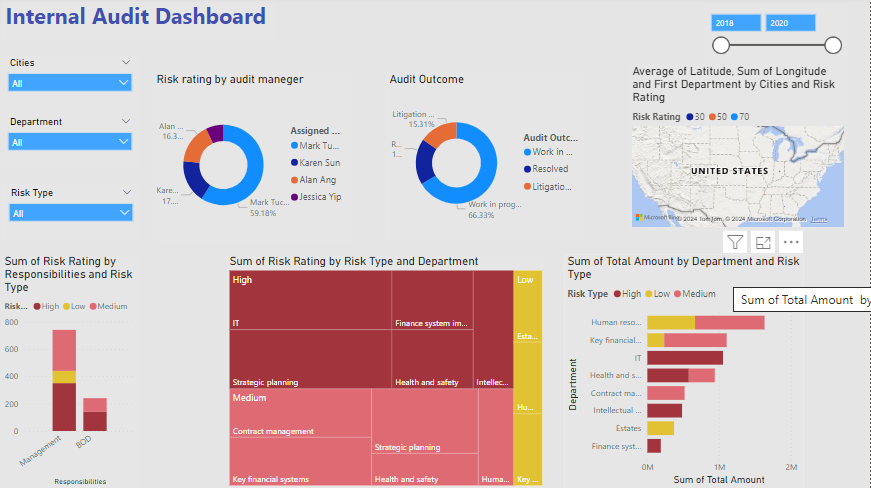 Internal Audit Dashboard
2018
2020
Cities
All
Department
All
Risk Type
All
Risk rating by audit maneger
Alan ...
16.3...
Kare...
17....
Mark Tuc...
59.18%
Assigned ...
Mark Tu...
Karen Sun
Alan Ang
Jessica Yip
Audit Outcome
Litigation ...
15.31%
R...
1...
Work in prog...
66.33%
Audit Outc...
Work in ...
Resolved
Litigatio...
Average of Latitude, Sum of Longitude
and First Department by Cities and Risk
Rating
Risk Rating 30 50 70
UNITED STATES
Microsoft Bing
© 2024 TomTom, © 2024 Microsoft Corporation Terms
Sum of Risk Rating by
Responsibilities and Risk
Type
Risk... High Low Medium
800
600
400
200
0
Management
BOD
Responsibilities
Sum of Risk Rating by Risk Type and Department
High
IT
Strategic planning
Finance system im...
Health and safety
Intellec...
Medium
Contract management
Key financial systems
Strategic planning
Health and safety
Huma...
Low
Esta...
Hu...
Key ...
Sum of Total Amount by Department and Risk
Type
Risk Type High Low Medium
Sum of Total Amount by
Department
Human reso...
Key financial...
IT
Health and s...
Contract ma...
Intellectual ...
Estates
Finance syst...
0M
1M
2M
Sum of Total Amount